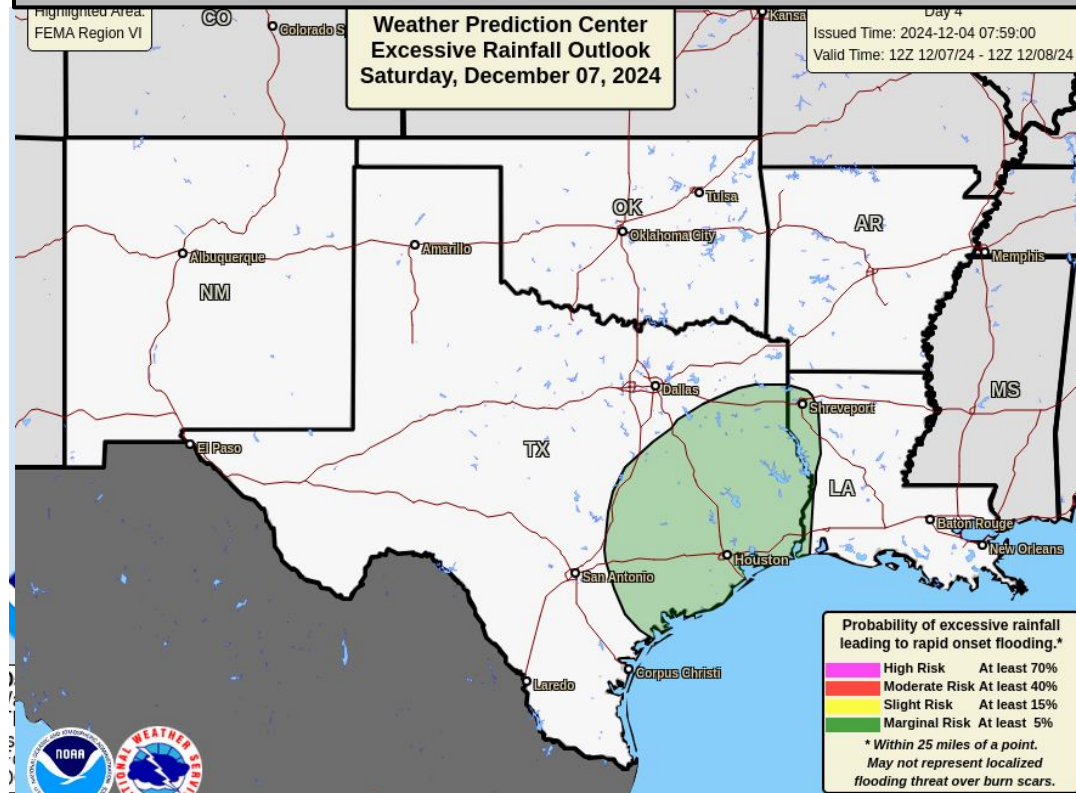 Highlighted Area:
FEMA Region VI
Weather Prediction Center
Excessive Rainfall Outlook
Saturday, December 07, 2024
Day 4
Issued Time: 2024-12-04 07:59:00
Valid Time: 12Z 12/07/24 - 12Z 12/08/24
CO
Colorado S
Kansa
Tulsa
OK
Oklahoma City
AR
Amarillo
Albuquerque
Memphis
NM
Dallas
MS
Shreveport
El Paso
TX
LA
Baton Rouge
New Orleans
Houston
San Antonio
Corpus Christi
Laredo
Probability of excessive rainfall
leading to rapid onset flooding.*
High Risk At least 70%
Moderate Risk At least 40%
Slight Risk At least 15%
Marginal Risk At least 5%
* Within 25 miles of a point.
May not represent localized
flooding threat over burn scars.
NOAA
WEATHER